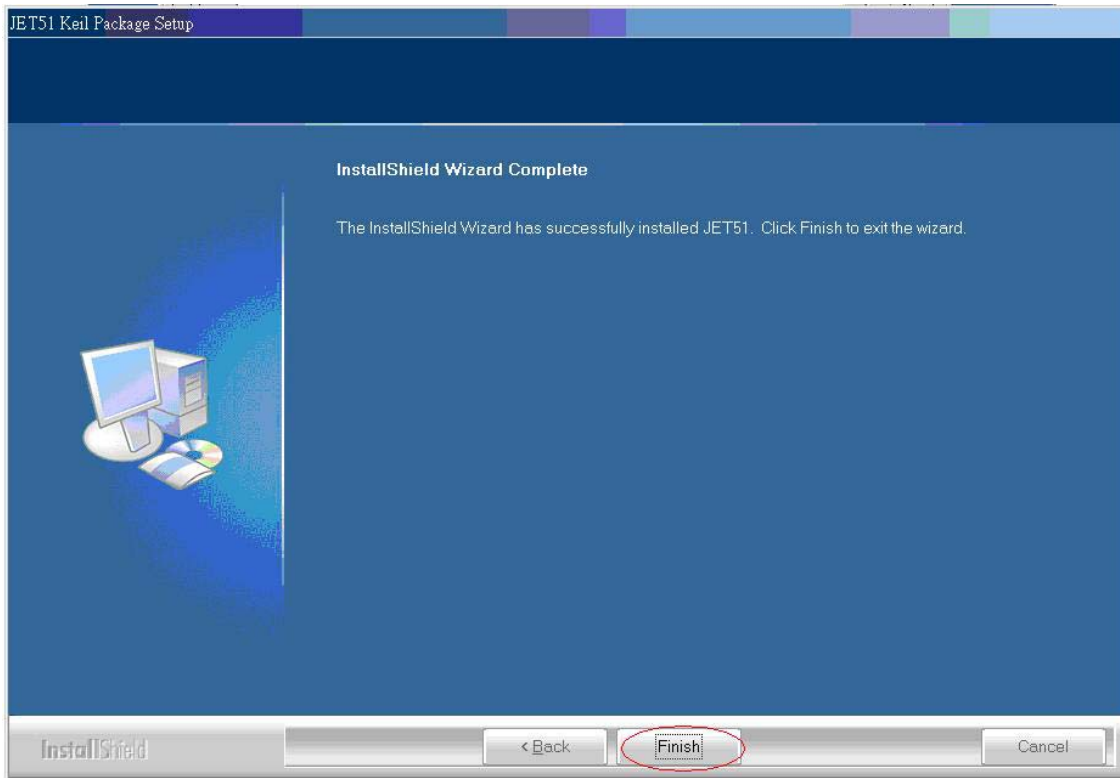 JET51 Keil Package Setup
InstallShield Wizard Complete
The InstallShield Wizard has successfully installed JET51. Click Finish to exit the wizard.
InstallShield
< Back
Finish
Cancel